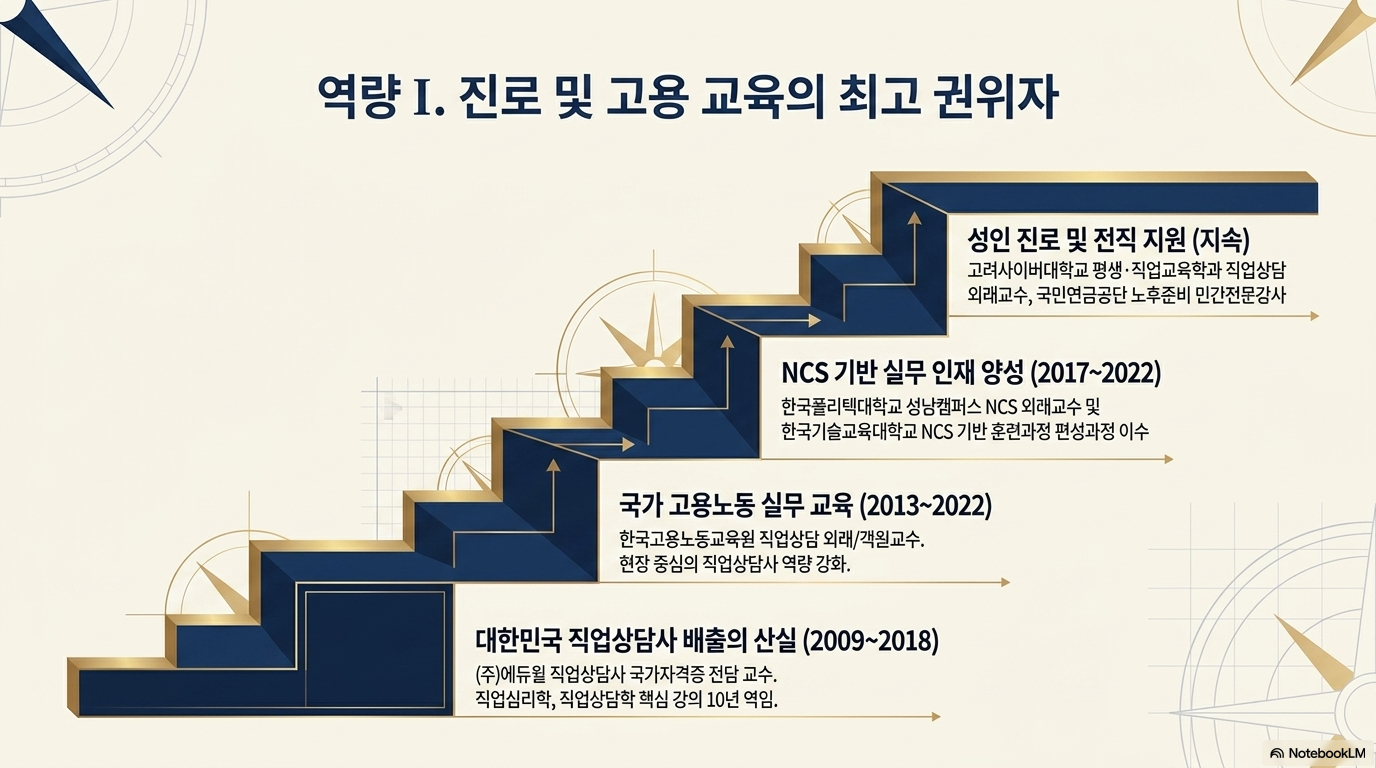 역량 I. 진로 및 고용 교육의 최고 권위자
성인 진로 및 전직 지원 (지속)
고려사이버대학교 평생·직업교육학과 직업상담
외래교수, 국민연금공단 노후준비 민간전문강사
NCS 기반 실무 인재 양성 (2017~2022)
한국폴리텍대학교 성남캠퍼스 NCS 외래교수 및
한국기술교육대학교 NCS 기반 훈련과정 편성과정 이수
국가 고용노동 실무 교육 (2013~2022)
한국고용노동교육원 직업상담 외래/객원교수.
현장 중심의 직업상담사 역량 강화.
대한민국 직업상담사 배출의 산실 (2009~2018)
(주)에듀윌 직업상담사 국가자격증 전담 교수.
직업심리학, 직업상담학 핵심 강의 10년 역임.
NotebookLM